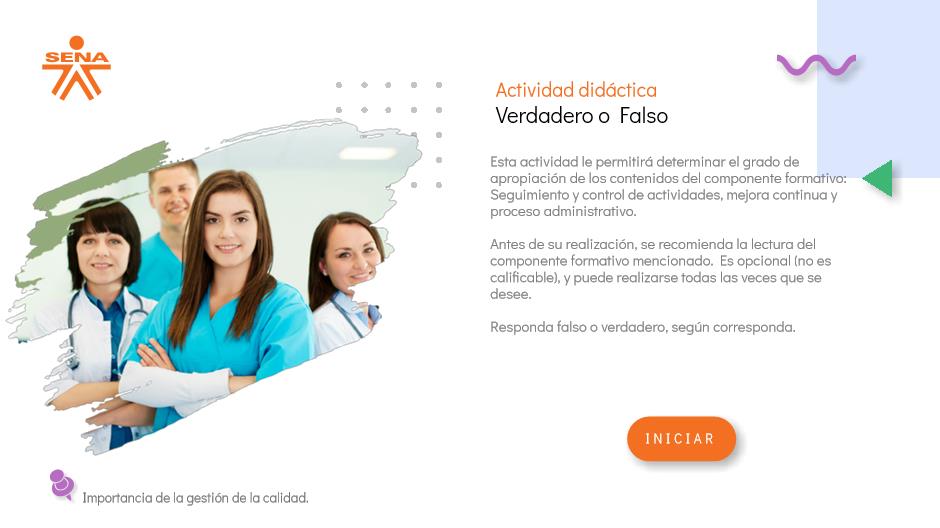 SENA
Actividad didáctica
Verdadero o Falso
Esta actividad le permitirá determinar el grado de
apropiación de los contenidos del componente formativo:
Seguimiento y control de actividades, mejora continua y
proceso administrativo.
Antes de su realización, se recomienda la lectura del
componente formativo mencionado. Es opcional (no es
calificable), y puede realizarse todas las veces que se
desee.
Responda falso o verdadero, según corresponda.
INICIAR
Importancia de la gestión de la calidad.